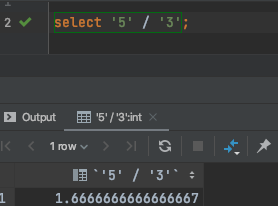 2 select '5' / '3';
Output '5' / '3':int
1 row
`'5' / '3'`
1 1.6666666666666667